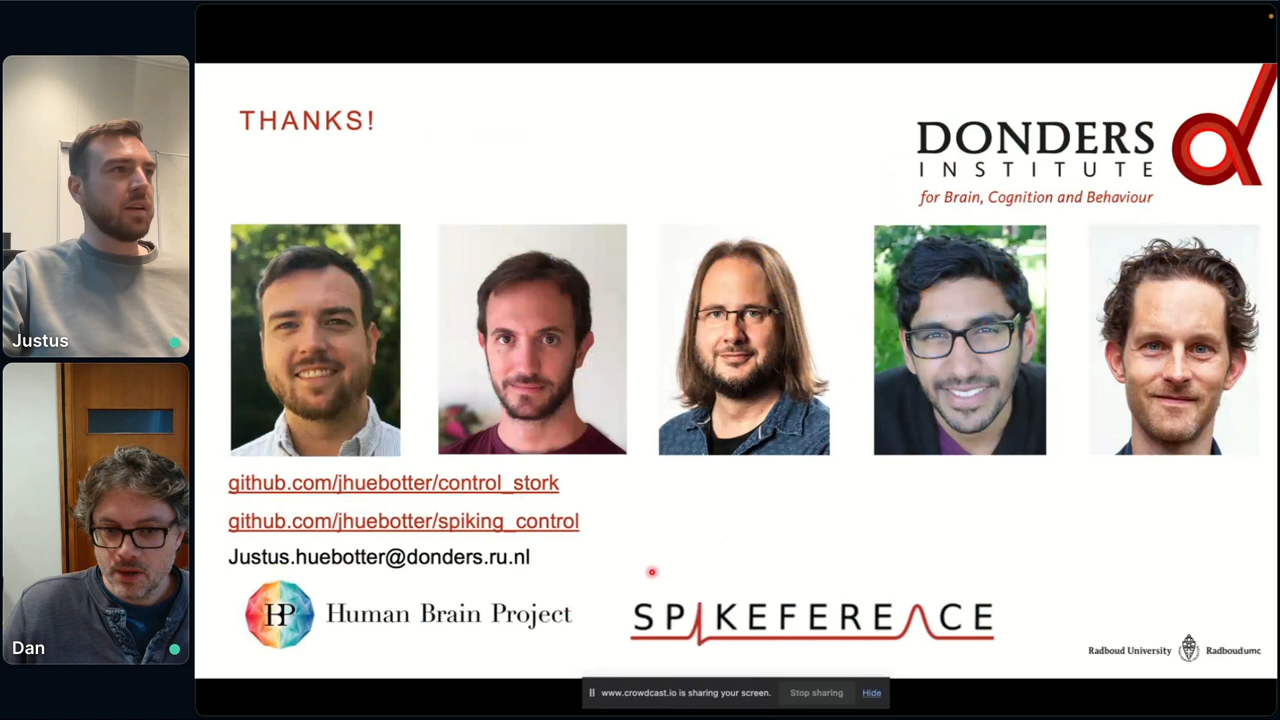 THANKS!
DONDERS
INSTITUTE
for Brain, Cognition and Behaviour
Justus
Dan
github.com/jhuebotter/control_stork
github.com/jhuebotter/spiking_control
Justus.huebotter@donders.ru.nl
HP Human Brain Project
SPIKEFERENCE
Radboud University Radboudumc
www.crowdcast.io is sharing your screen. Stop sharing Hide